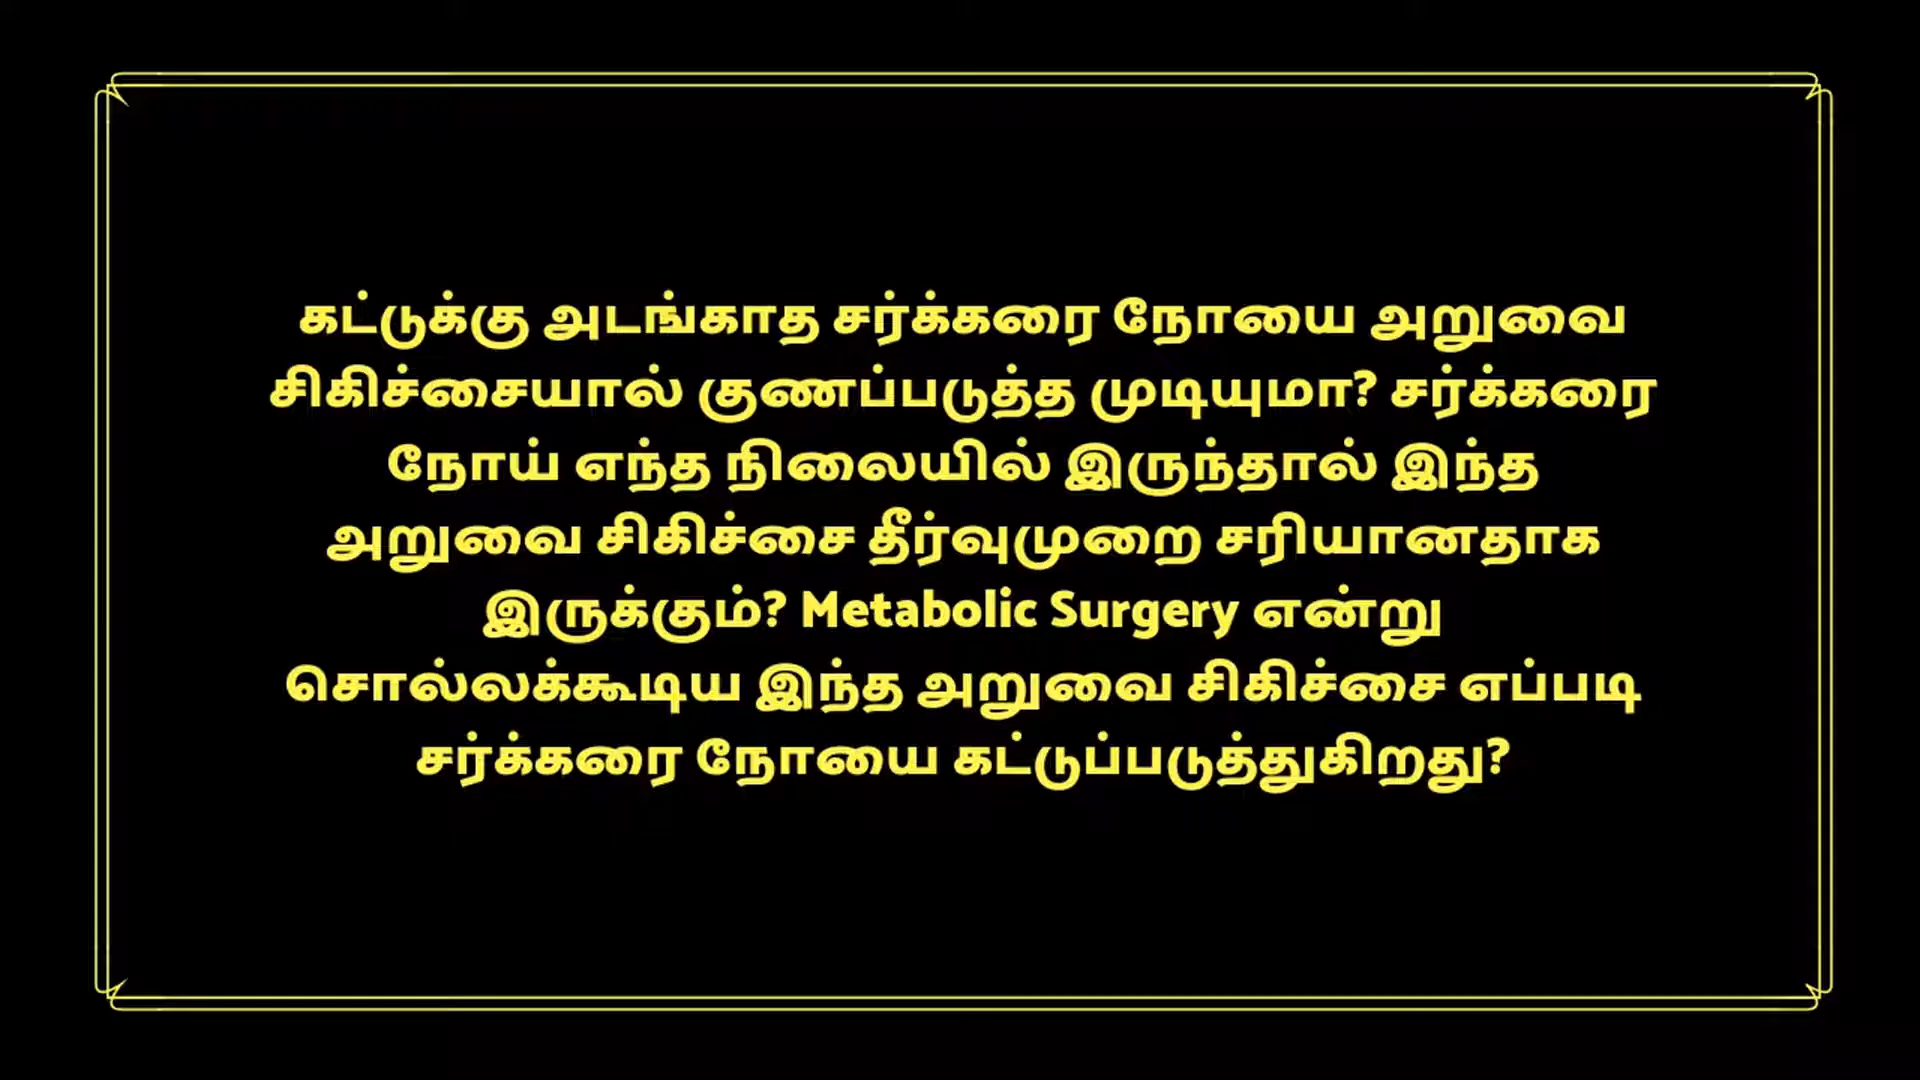 கட்டுக்கு அடங்காத சர்க்கரை நோயை அறுவை
சிகிச்சையால் குணப்படுத்த முடியுமா? சர்க்கரை
நோய் எந்த நிலையில் இருந்தால் இந்த
அறுவை சிகிச்சை தீர்வுமுறை சரியானதாக
இருக்கும்? Metabolic Surgery என்று
சொல்லக்கூடிய இந்த அறுவை சிகிச்சை எப்படி
சர்க்கரை நோயை கட்டுப்படுத்துகிறது?